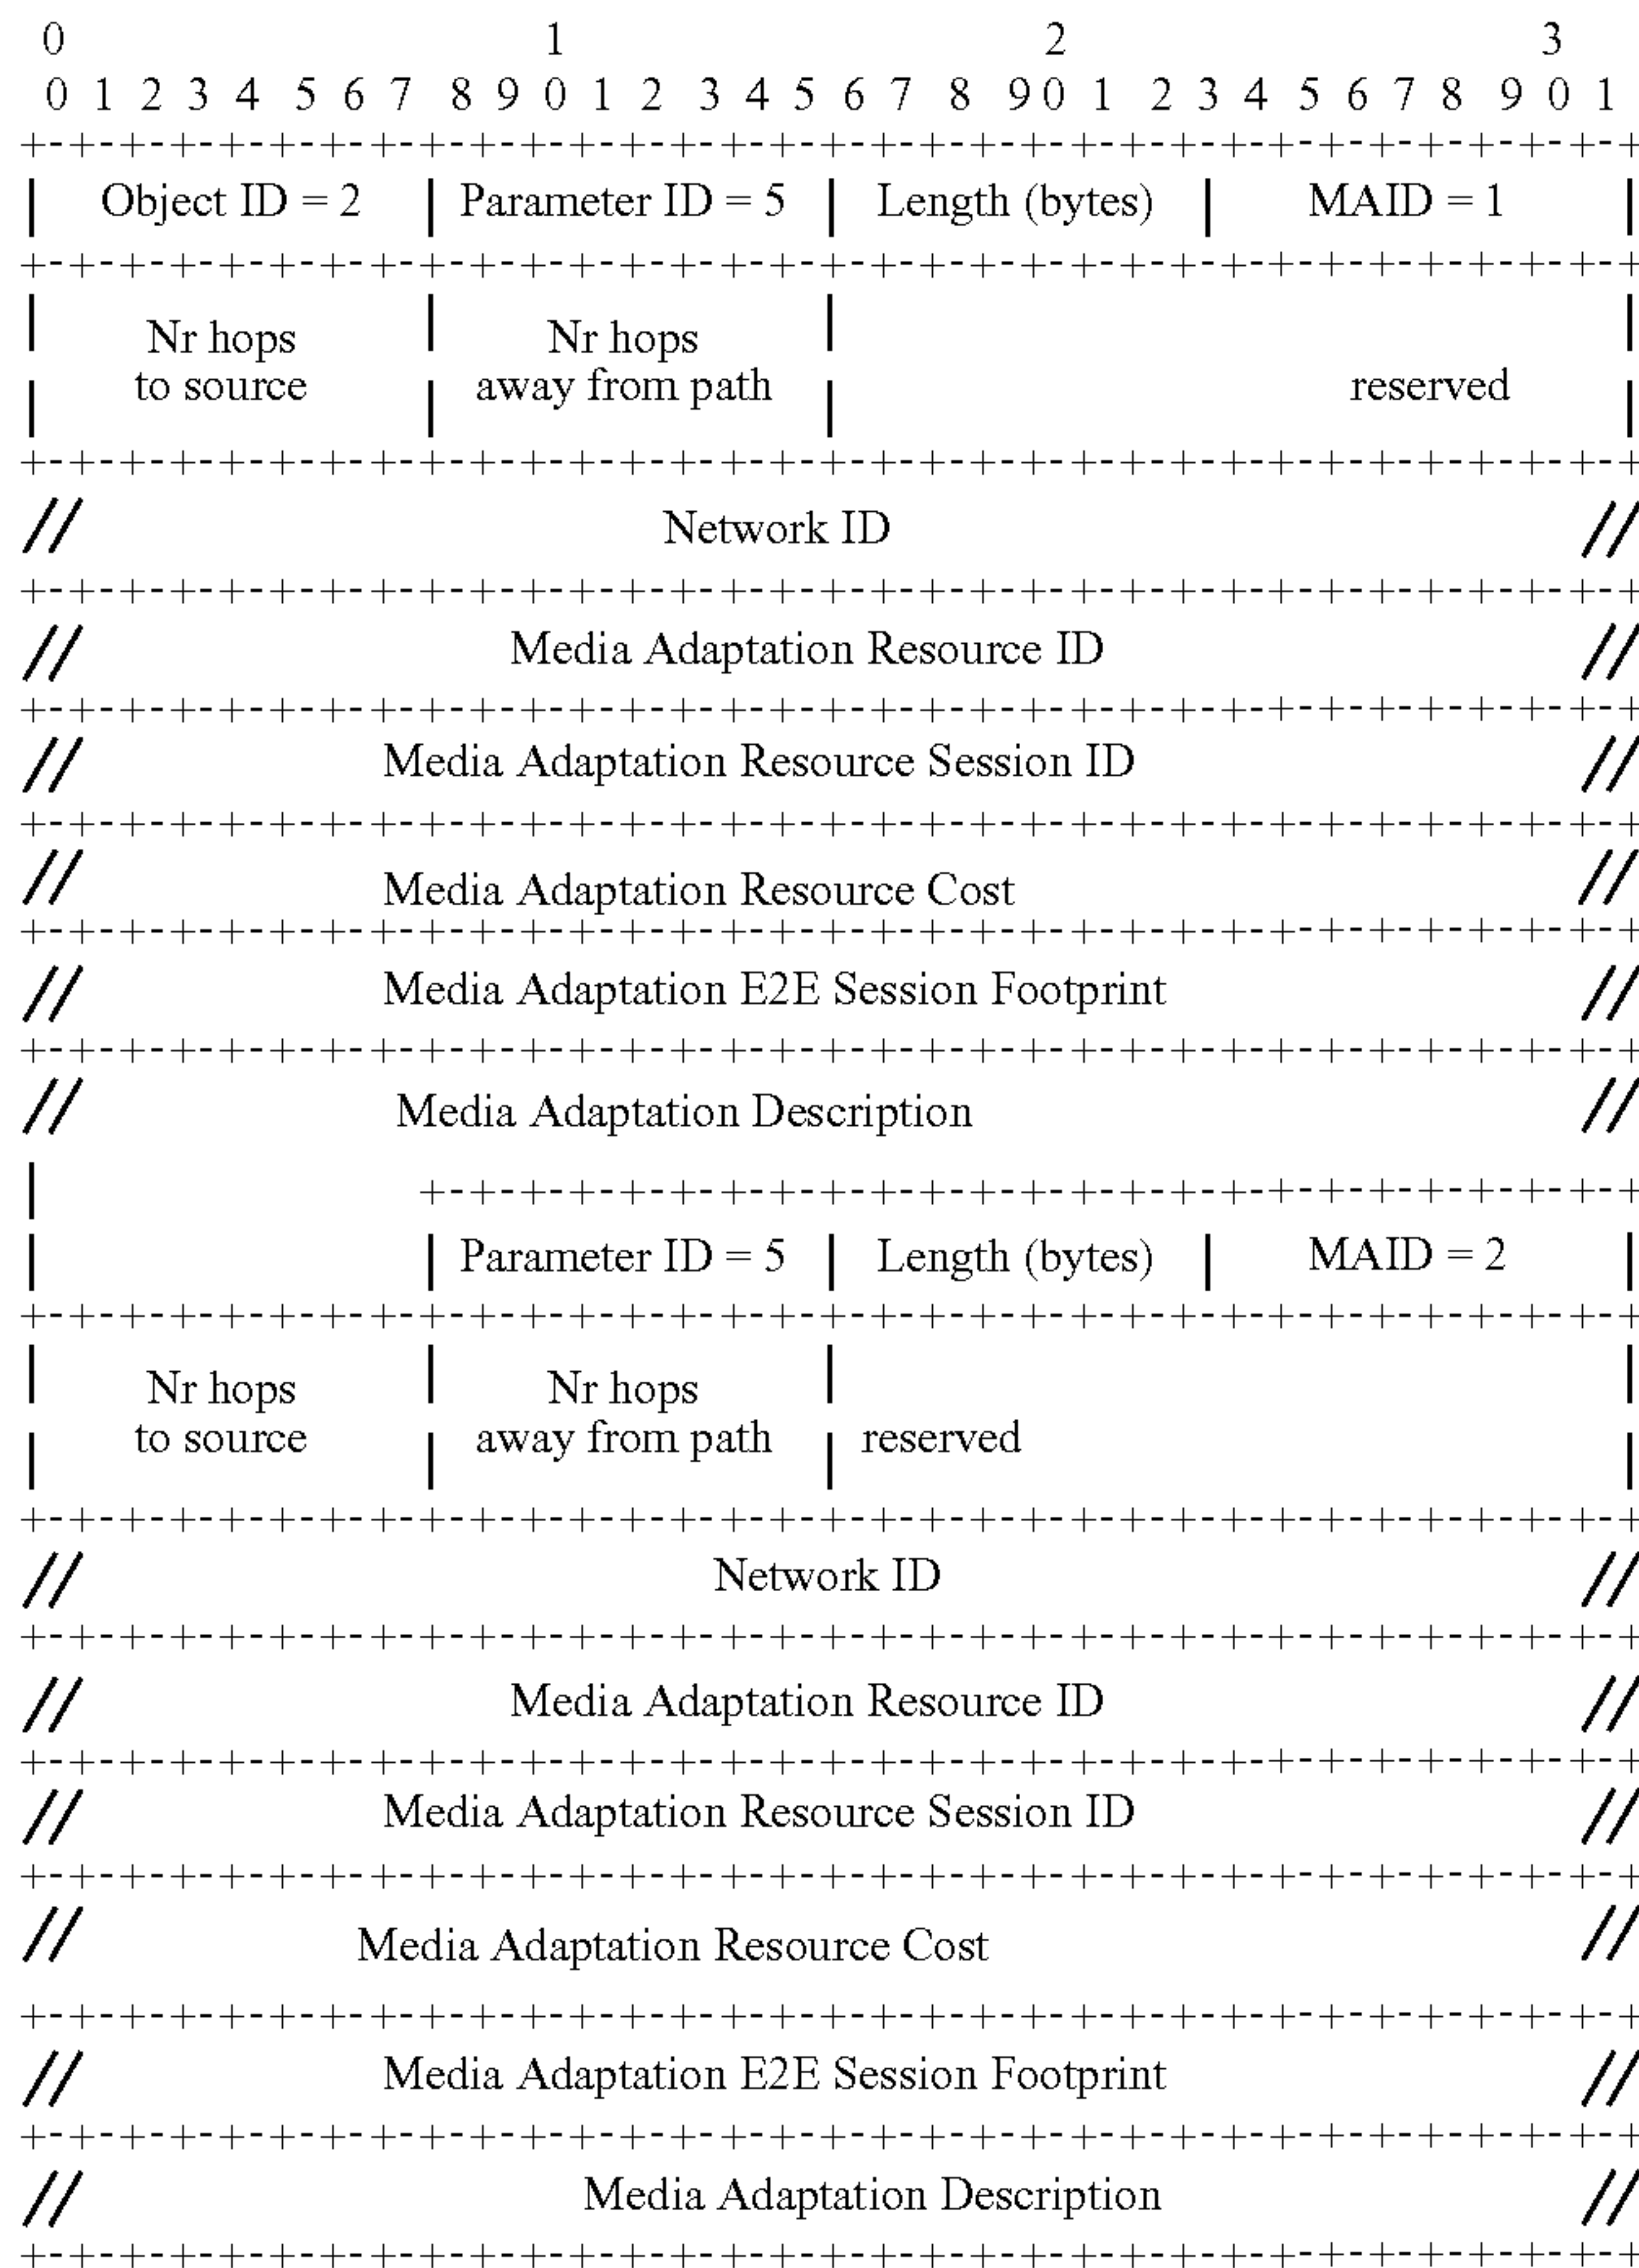 0 1 2 3
0 1 2 3 4 5 6 7 8 9 0 1 2 3 4 5 6 7 8 9 0 1 2 3 4 5 6 7 8 9 0 1
+-+-+-+-+-+-+-+-+-+-+-+-+-+-+-+-+-+-+-+-+-+-+-+-+-+-+-+-+-+-+-+-+
| Object ID = 2 | Parameter ID = 5 | Length (bytes) | MAID = 1 |
+-+-+-+-+-+-+-+-+-+-+-+-+-+-+-+-+-+-+-+-+-+-+-+-+-+-+-+-+-+-+-+-+
| Nr hops | Nr hops | |
| to source | away from path | reserved |
+-+-+-+-+-+-+-+-+-+-+-+-+-+-+-+-+-+-+-+-+-+-+-+-+-+-+-+-+-+-+-+-+
// Network ID //
+-+-+-+-+-+-+-+-+-+-+-+-+-+-+-+-+-+-+-+-+-+-+-+-+-+-+-+-+-+-+-+-+
// Media Adaptation Resource ID //
+-+-+-+-+-+-+-+-+-+-+-+-+-+-+-+-+-+-+-+-+-+-+-+-+-+-+-+-+-+-+-+-+
// Media Adaptation Resource Session ID //
+-+-+-+-+-+-+-+-+-+-+-+-+-+-+-+-+-+-+-+-+-+-+-+-+-+-+-+-+-+-+-+-+
// Media Adaptation Resource Cost //
+-+-+-+-+-+-+-+-+-+-+-+-+-+-+-+-+-+-+-+-+-+-+-+-+-+-+-+-+-+-+-+-+
// Media Adaptation E2E Session Footprint //
+-+-+-+-+-+-+-+-+-+-+-+-+-+-+-+-+-+-+-+-+-+-+-+-+-+-+-+-+-+-+-+-+
// Media Adaptation Description //
| +-+-+-+-+-+-+-+-+-+-+-+-+-+-+-+-+-+-+-+-+-+-+-+-+
| | Parameter ID = 5 | Length (bytes) | MAID = 2 |
+-+-+-+-+-+-+-+-+-+-+-+-+-+-+-+-+-+-+-+-+-+-+-+-+-+-+-+-+-+-+-+-+
| Nr hops | Nr hops | |
| to source | away from path | reserved |
+-+-+-+-+-+-+-+-+-+-+-+-+-+-+-+-+-+-+-+-+-+-+-+-+-+-+-+-+-+-+-+-+
// Network ID //
+-+-+-+-+-+-+-+-+-+-+-+-+-+-+-+-+-+-+-+-+-+-+-+-+-+-+-+-+-+-+-+-+
// Media Adaptation Resource ID //
+-+-+-+-+-+-+-+-+-+-+-+-+-+-+-+-+-+-+-+-+-+-+-+-+-+-+-+-+-+-+-+-+
// Media Adaptation Resource Session ID //
+-+-+-+-+-+-+-+-+-+-+-+-+-+-+-+-+-+-+-+-+-+-+-+-+-+-+-+-+-+-+-+-+
// Media Adaptation Resource Cost //
+-+-+-+-+-+-+-+-+-+-+-+-+-+-+-+-+-+-+-+-+-+-+-+-+-+-+-+-+-+-+-+-+
// Media Adaptation E2E Session Footprint //
+-+-+-+-+-+-+-+-+-+-+-+-+-+-+-+-+-+-+-+-+-+-+-+-+-+-+-+-+-+-+-+-+
// Media Adaptation Description //
+-+-+-+-+-+-+-+-+-+-+-+-+-+-+-+-+-+-+-+-+-+-+-+-+-+-+-+-+-+-+-+-+